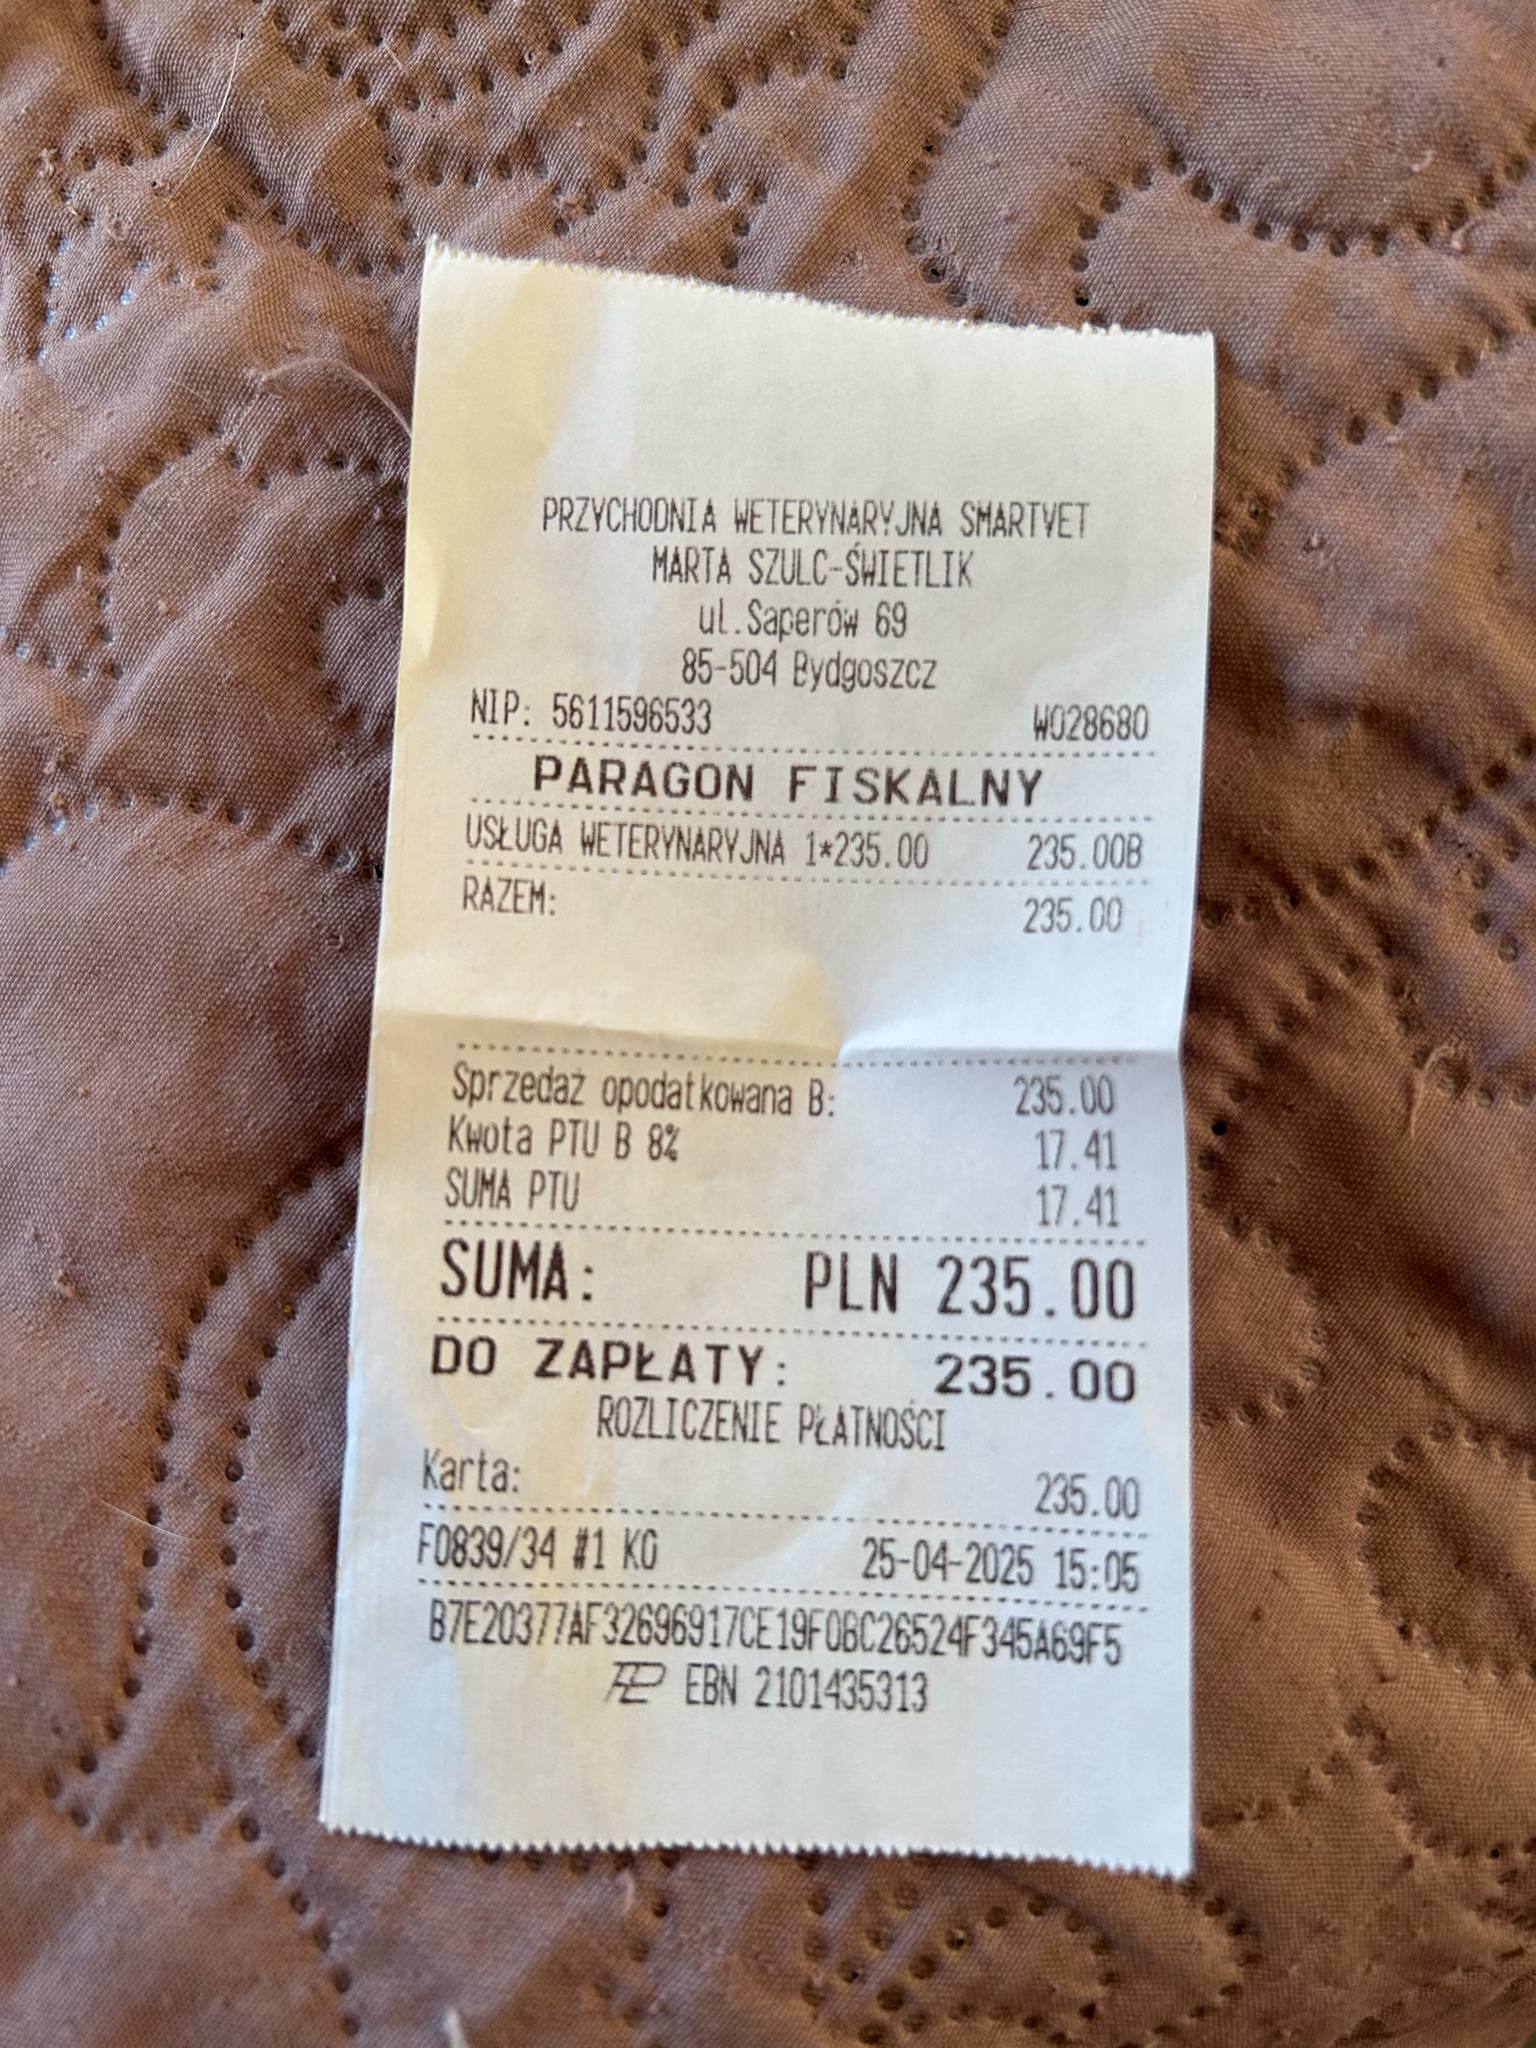 PRZYCHODNIA WETERYNARYJNA SMARTVET
MARTA SZULC-ŚWIETLIK
ul.Saperów 69
85-504 Bydgoszcz
NIP: 5611596533 W028680
PARAGON FISKALNY
USŁUGA WETERYNARYJNA 1*235.00 235.00B
RAZEM: 235.00
Sprzedaż opodatkowana B: 235.00
Kwota PTU B 8% 17.41
SUMA PTU 17.41
SUMA: PLN 235.00
DO ZAPŁATY: 235.00
ROZLICZENIE PŁATNOŚCI
Karta: 235.00
F0839/34 #1 KG 25-04-2025 15:05
B7E20377AF32696917CE19F0BC26524F345A69F5
EBN 2101435313